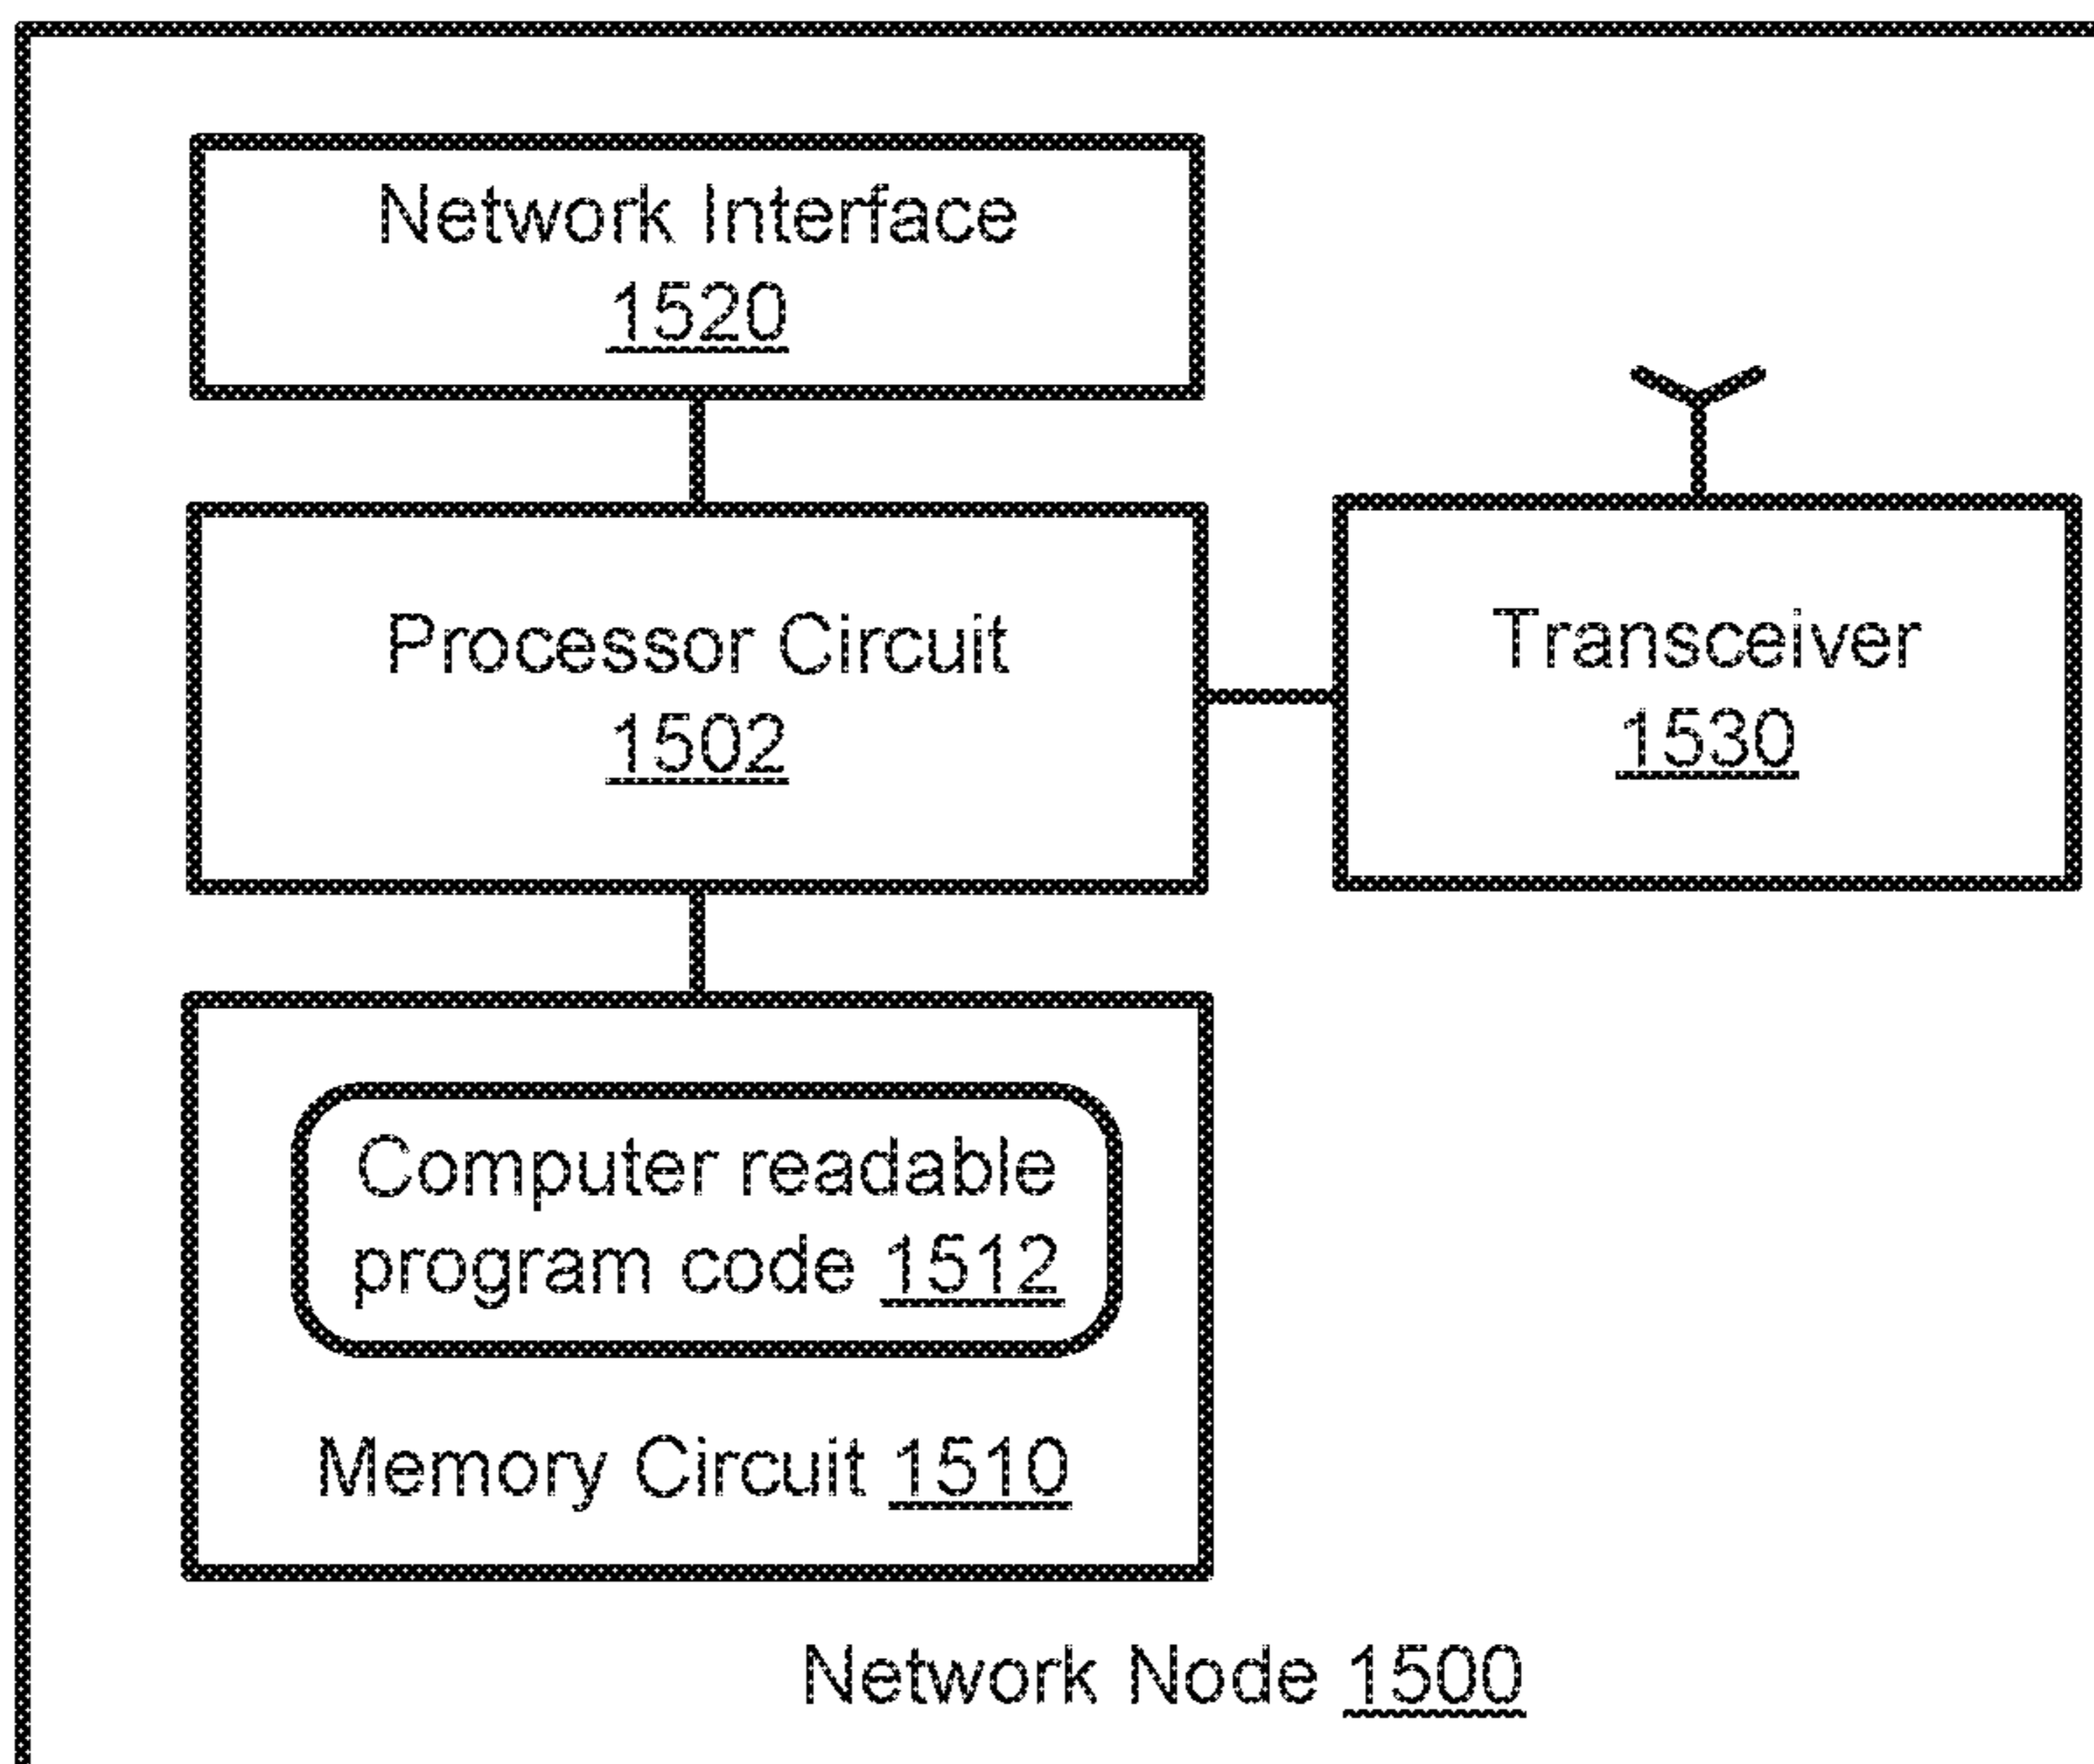 Network Interface
1520
Processor Circuit
1502
Transceiver
1530
Computer readable
program code 1512
Memory Circuit 1510
Network Node 1500